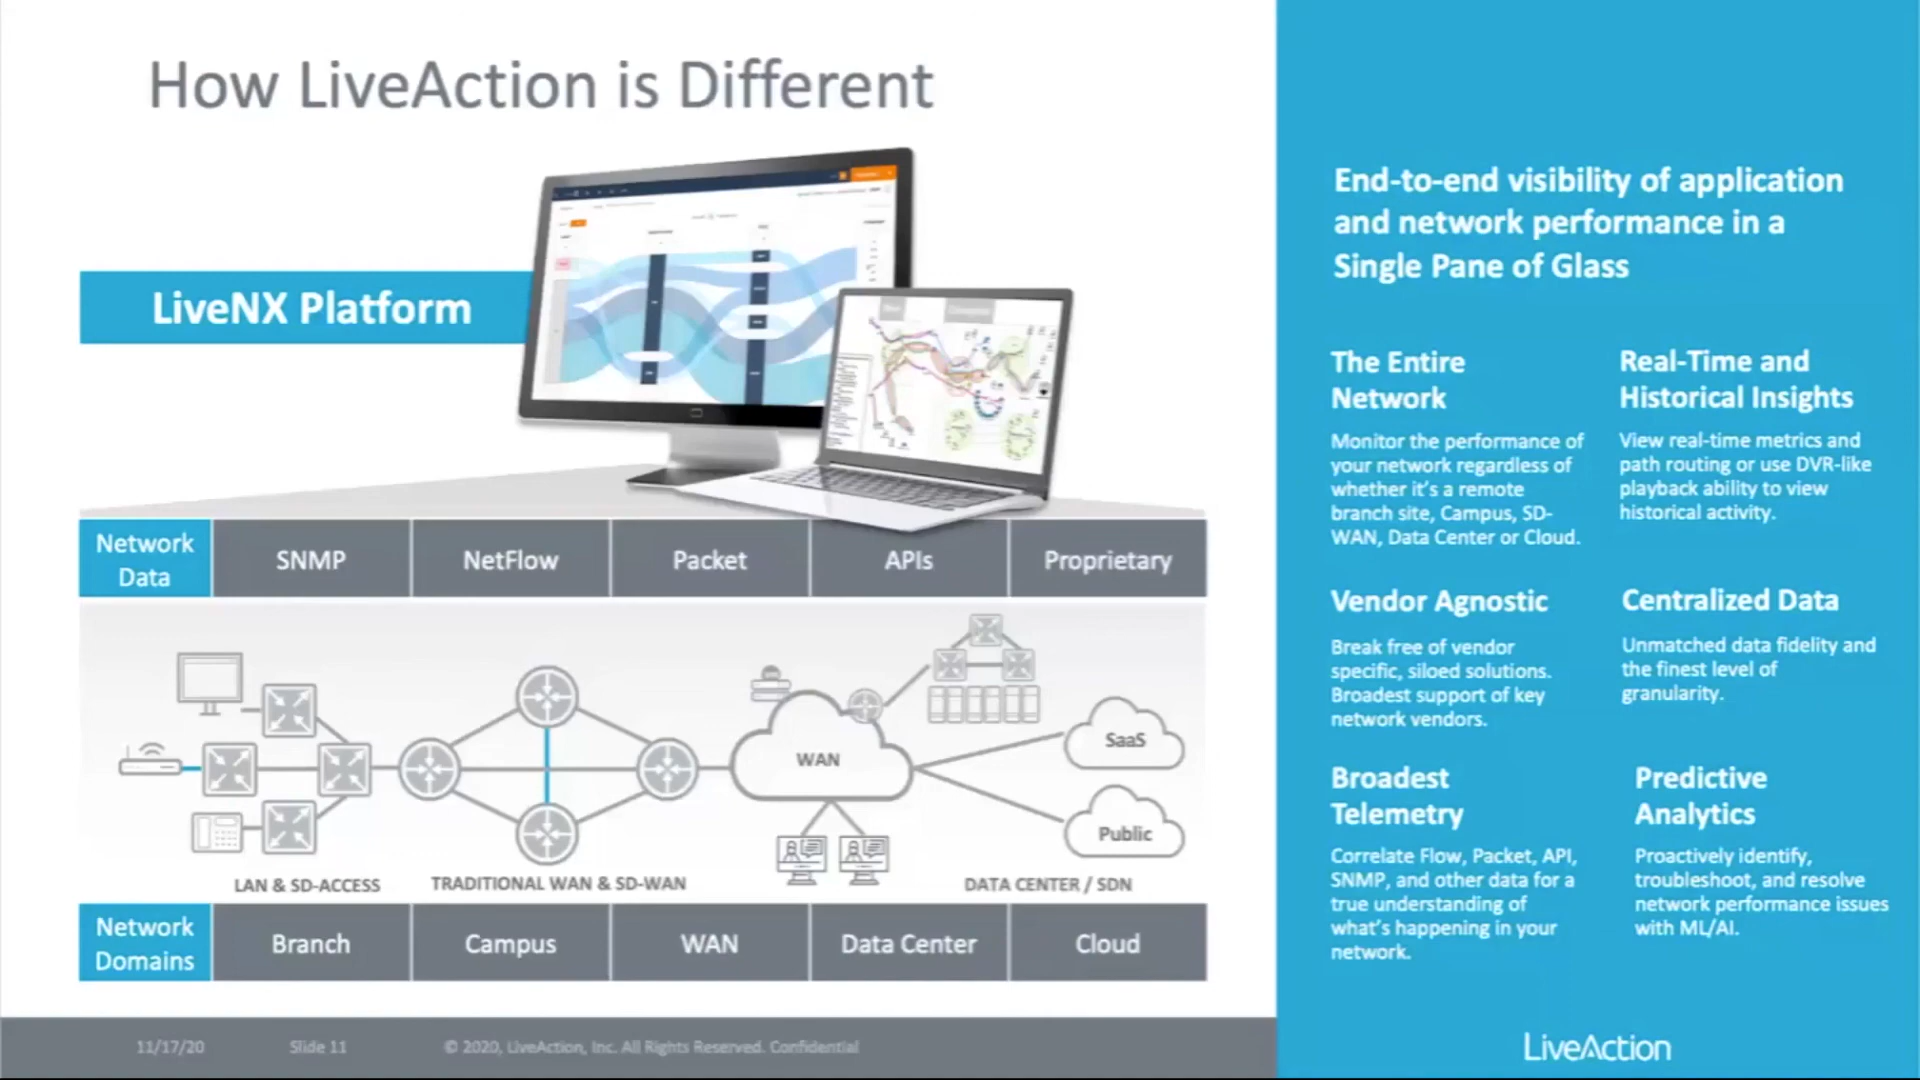 How LiveAction is Different
LiveNX Platform
Network
Data
SNMP
NetFlow
Packet
APIs
Proprietary
WAN
SaaS
Public
LAN & SD-ACCESS
TRADITIONAL WAN & SD-WAN
DATA CENTER / SDN
Network
Domains
Branch
Campus
WAN
Data Center
Cloud
11/17/20
Slide 11
© 2020, LiveAction, Inc. All Rights Reserved. Confidential
End-to-end visibility of application
and network performance in a
Single Pane of Glass
The Entire
Network
Monitor the performance of
your network regardless of
whether it's a remote
branch site, Campus, SD-
WAN, Data Center or Cloud.
Real-Time and
Historical Insights
View real-time metrics and
path routing or use DVR-like
playback ability to view
historical activity.
Vendor Agnostic
Break free of vendor
specific, siloed solutions.
Broadest support of key
network vendors.
Centralized Data
Unmatched data fidelity and
the finest level of
granularity.
Broadest
Telemetry
Correlate Flow, Packet, API,
SNMP, and other data for a
true understanding of
what's happening in your
network.
Predictive
Analytics
Proactively identify,
troubleshoot, and resolve
network performance issues
with ML/AI.
LiveAction